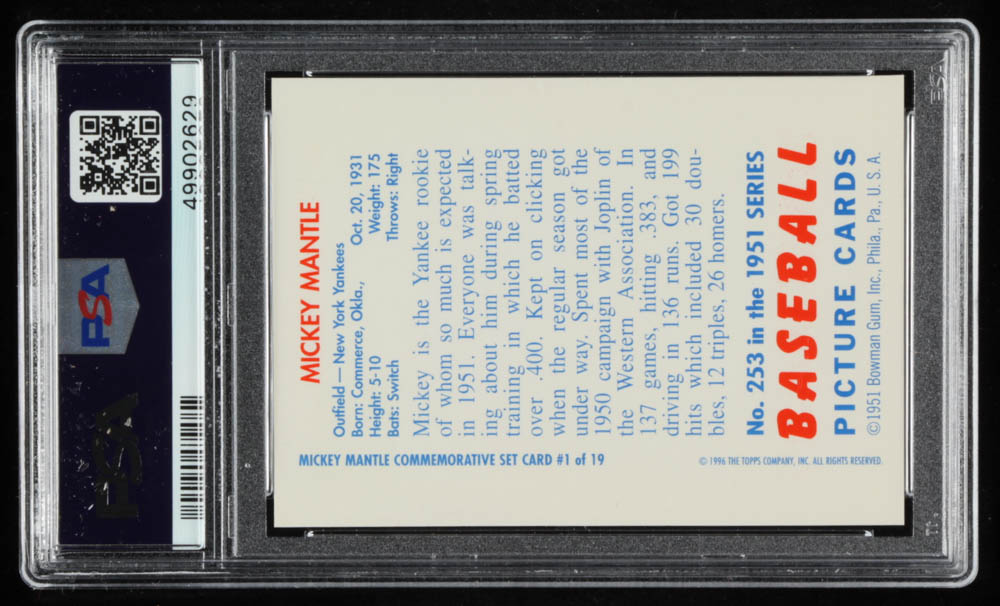 PSA
49902629
PSA
MICKEY MANTLE
Outfield — New York Yankees
Born: Commerce, Okla., Oct. 20, 1931
Height: 5-10 Weight: 175
Bats: Switch Throws: Right
Mickey is the Yankee rookie
of whom so much is expected
in 1951. Everyone was talk-
ing about him during spring
training in which he batted
over .400. Kept on clicking
when the regular season got
under way. Spent most of the
1950 campaign with Joplin of
the Western Association. In
137 games, hitting .383, and
driving in 136 runs. Got 199
hits which included 30 dou-
bles, 12 triples, 26 homers.
No. 253 in the 1951 SERIES
BASEBALL
PICTURE CARDS
©1951 Bowman Gum, Inc., Phila., Pa., U. S. A.
MICKEY MANTLE COMMEMORATIVE SET CARD #1 of 19
© 1996 THE TOPPS COMPANY, INC. ALL RIGHTS RESERVED.